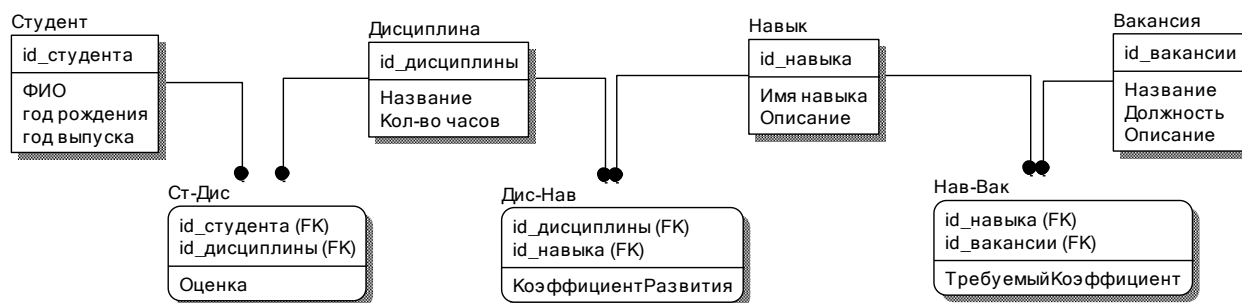 Студент
id_студента
ФИО
год рождения
год выпуска
Дисциплина
id_дисциплины
Название
Кол-во часов
Навык
id_навыка
Имя навыка
Описание
Вакансия
id_вакансии
Название
Должность
Описание
Ст-Дис
id_студента (FK)
id_дисциплины (FK)
Оценка
Дис-Нав
id_дисциплины (FK)
id_навыка (FK)
КоэффициентРазвития
Нав-Вак
id_навыка (FK)
id_вакансии (FK)
ТребуемыйКоэффициент